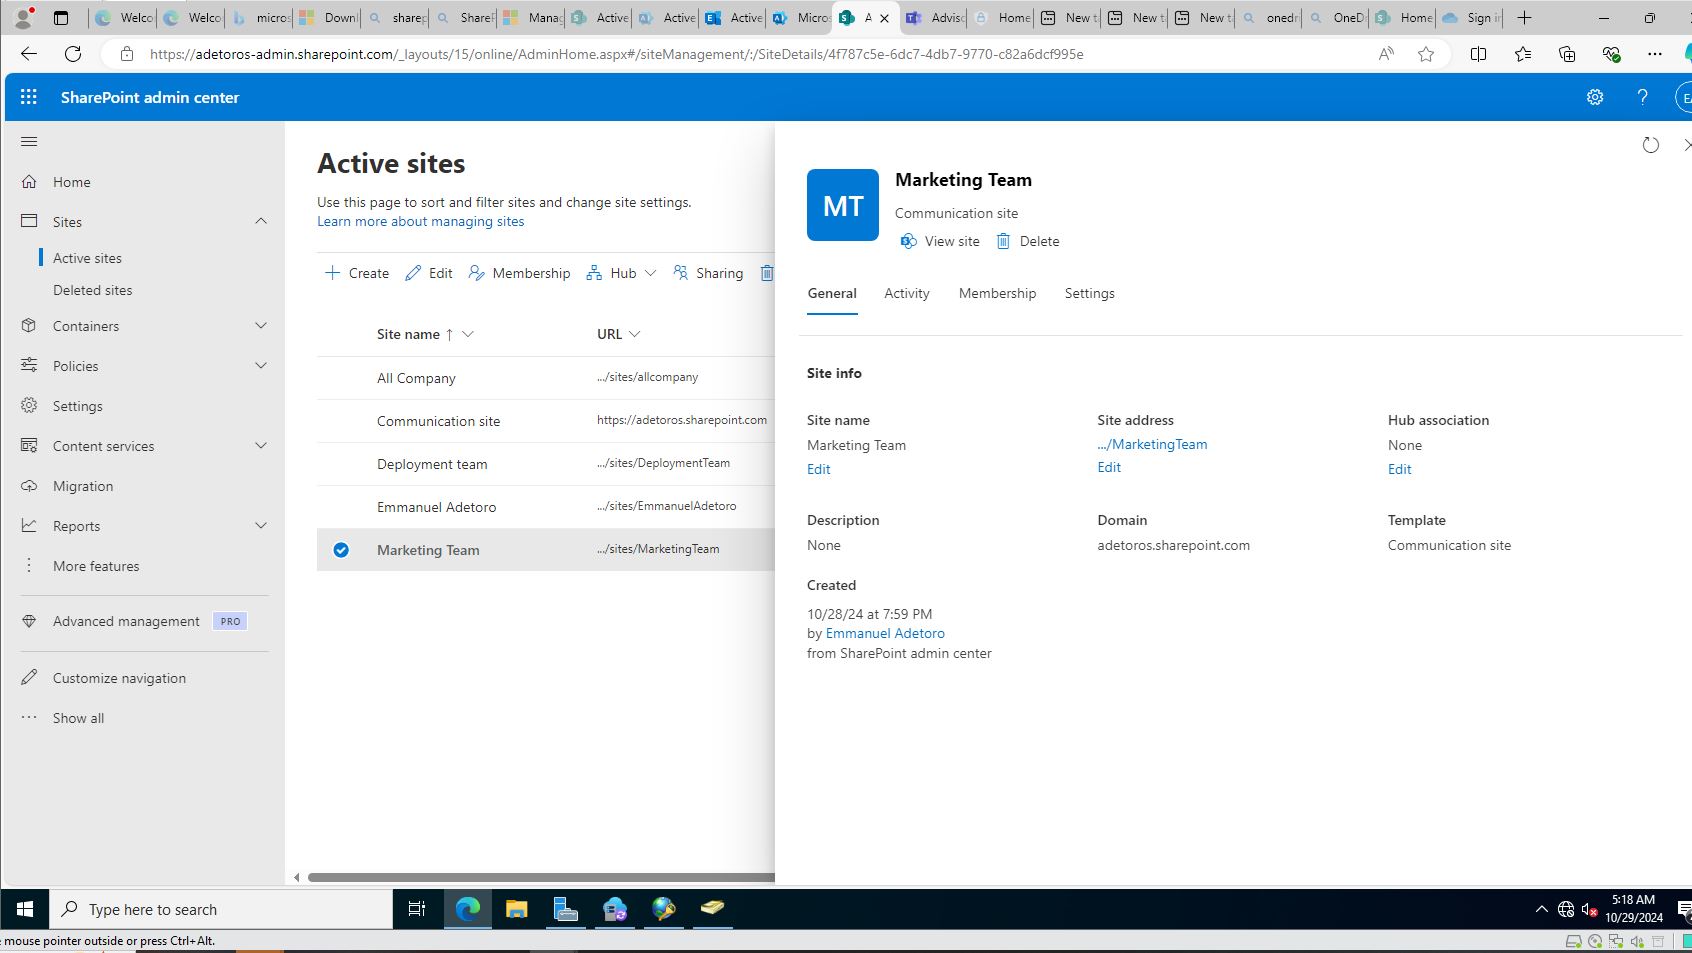 Welco
Welco
micros
Downl
sharep
ShareP
Manag
Active
Active
Active
Micros
A
Adviso
Home
New ta
New ta
New ta
onedri
OneDr
Home
Sign in
https://adetoros-admin.sharepoint.com/_layouts/15/online/AdminHome.aspx#/siteManagement/:/SiteDetails/4f787c5e-6dc7-4db7-9770-c82a6dcf995e
SharePoint admin center
?
Home
Sites
Active sites
Deleted sites
Containers
Policies
Settings
Content services
Migration
Reports
More features
Advanced management PRO
Customize navigation
Show all
Active sites
Use this page to sort and filter sites and change site settings.
Learn more about managing sites
Create Edit Membership Hub Sharing
Site name ↑ URL
All Company .../sites/allcompany
Communication site https://adetoros.sharepoint.com
Deployment team .../sites/DeploymentTeam
Emmanuel Adetoro .../sites/EmmanuelAdetoro
Marketing Team .../sites/MarketingTeam
MT
Marketing Team
Communication site
View site Delete
General Activity Membership Settings
Site info
Site name
Marketing Team
Edit
Site address
.../MarketingTeam
Edit
Hub association
None
Edit
Description
None
Domain
adetoros.sharepoint.com
Template
Communication site
Created
10/28/24 at 7:59 PM
by Emmanuel Adetoro
from SharePoint admin center
Type here to search
5:18 AM
10/29/2024
mouse pointer outside or press Ctrl+Alt.